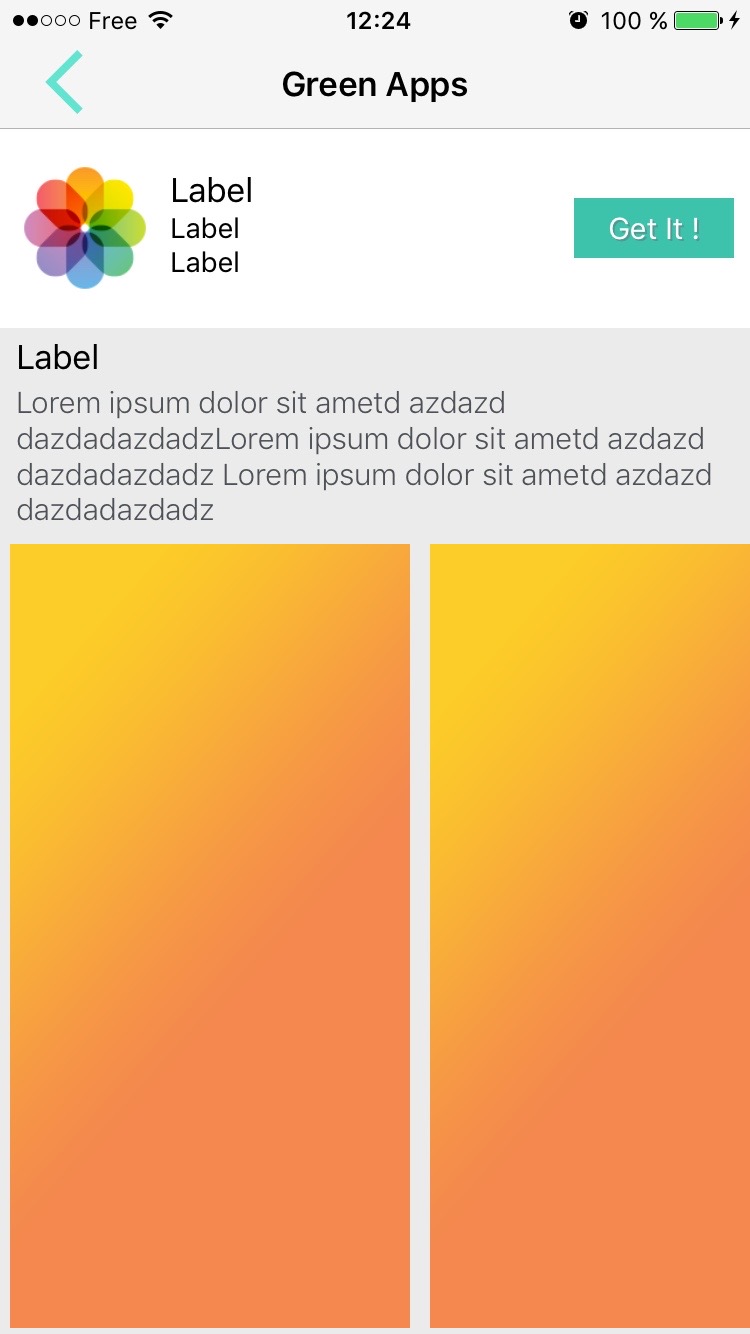 Free 12:24 100 %
Green Apps
Label
Label
Label
Get It !
Label
Lorem ipsum dolor sit ametd azdazd
dazdadazdadzLorem ipsum dolor sit ametd azdazd
dazdadazdadz Lorem ipsum dolor sit ametd azdazd
dazdadazdadz